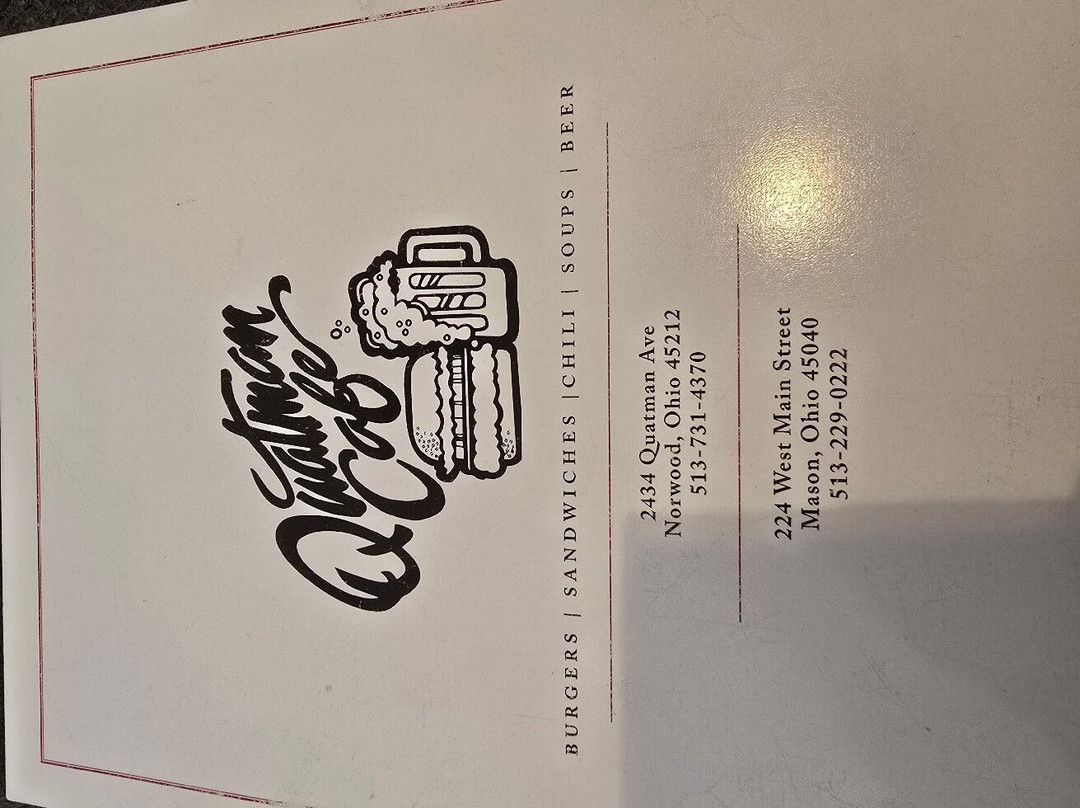 Quatman
Cafe
BURGERS | SANDWICHES | CHILI | SOUPS | BEER
2434 Quatman Ave
Norwood, Ohio 45212
513-731-4370
224 West Main Street
Mason, Ohio 45040
513-229-0222